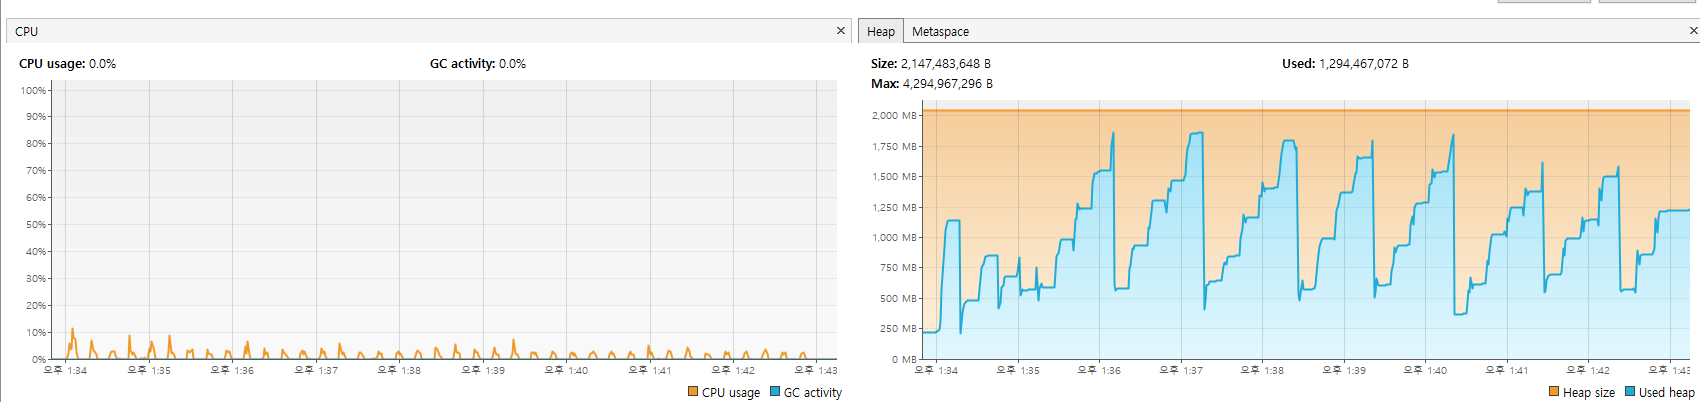 CPU ×
CPU usage: 0.0% GC activity: 0.0%
100%
90%
80%
70%
60%
50%
40%
30%
20%
10%
0%
오후 1:34 오후 1:35 오후 1:36 오후 1:37 오후 1:38 오후 1:39 오후 1:40 오후 1:41 오후 1:42 오후 1:43
CPU usage GC activity
Heap Metaspace ×
Size: 2,147,483,648 B Used: 1,294,467,072 B
Max: 4,294,967,296 B
2,000 MB
1,750 MB
1,500 MB
1,250 MB
1,000 MB
750 MB
500 MB
250 MB
0 MB
오후 1:34 오후 1:35 오후 1:36 오후 1:37 오후 1:38 오후 1:39 오후 1:40 오후 1:41 오후 1:42 오후 1:43
Heap size Used heap